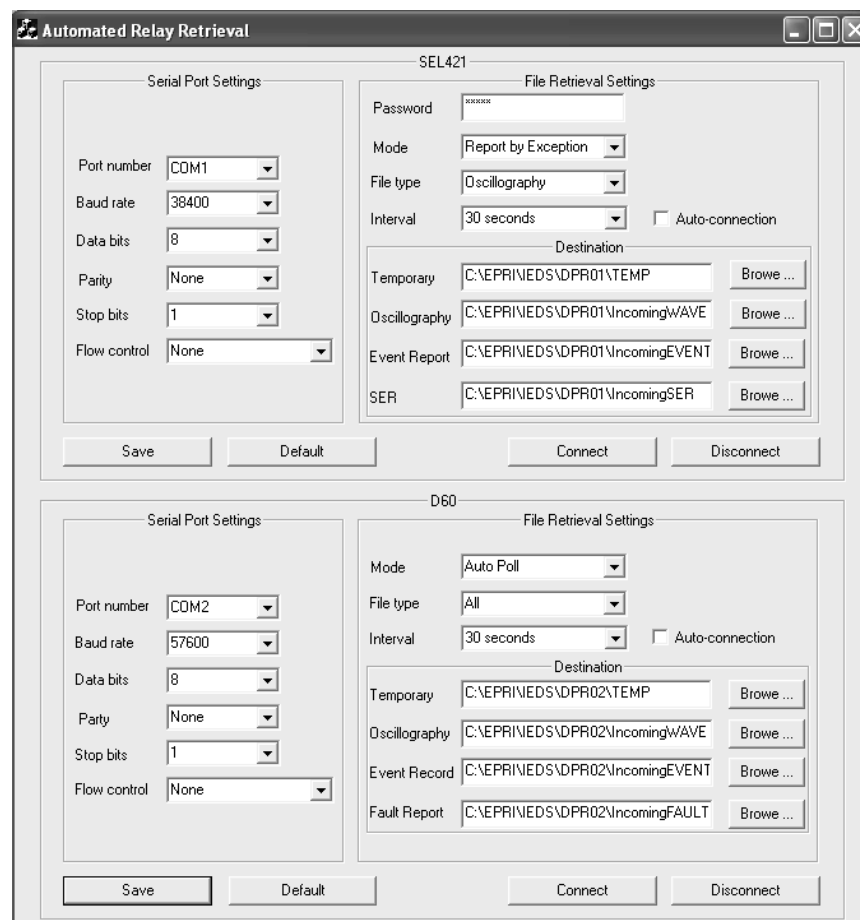 Automated Relay Retrieval
SEL421
Serial Port Settings
Port number COM1
Baud rate 38400
Data bits 8
Parity None
Stop bits 1
Flow control None
File Retrieval Settings
Password xxxxx
Mode Report by Exception
File type Oscillography
Interval 30 seconds Auto-connection
Destination
Temporary C:\EPRI\IEDS\DPR01\TEMP Browe ...
Oscillography C:\EPRI\IEDS\DPR01\IncomingWAVE Browe ...
Event Report C:\EPRI\IEDS\DPR01\IncomingEVENT Browe ...
SER C:\EPRI\IEDS\DPR01\IncomingSER Browe ...
Save Default Connect Disconnect
D60
Serial Port Settings
Port number COM2
Baud rate 57600
Data bits 8
Party None
Stop bits 1
Flow control None
File Retrieval Settings
Mode Auto Poll
File type All
Interval 30 seconds Auto-connection
Destination
Temporary C:\EPRI\IEDS\DPR02\TEMP Browe ...
Oscillography C:\EPRI\IEDS\DPR02\IncomingWAVE Browe ...
Event Record C:\EPRI\IEDS\DPR02\IncomingEVENT Browe ...
Fault Report C:\EPRI\IEDS\DPR02\IncomingFAULT Browe ...
Save Default Connect Disconnect